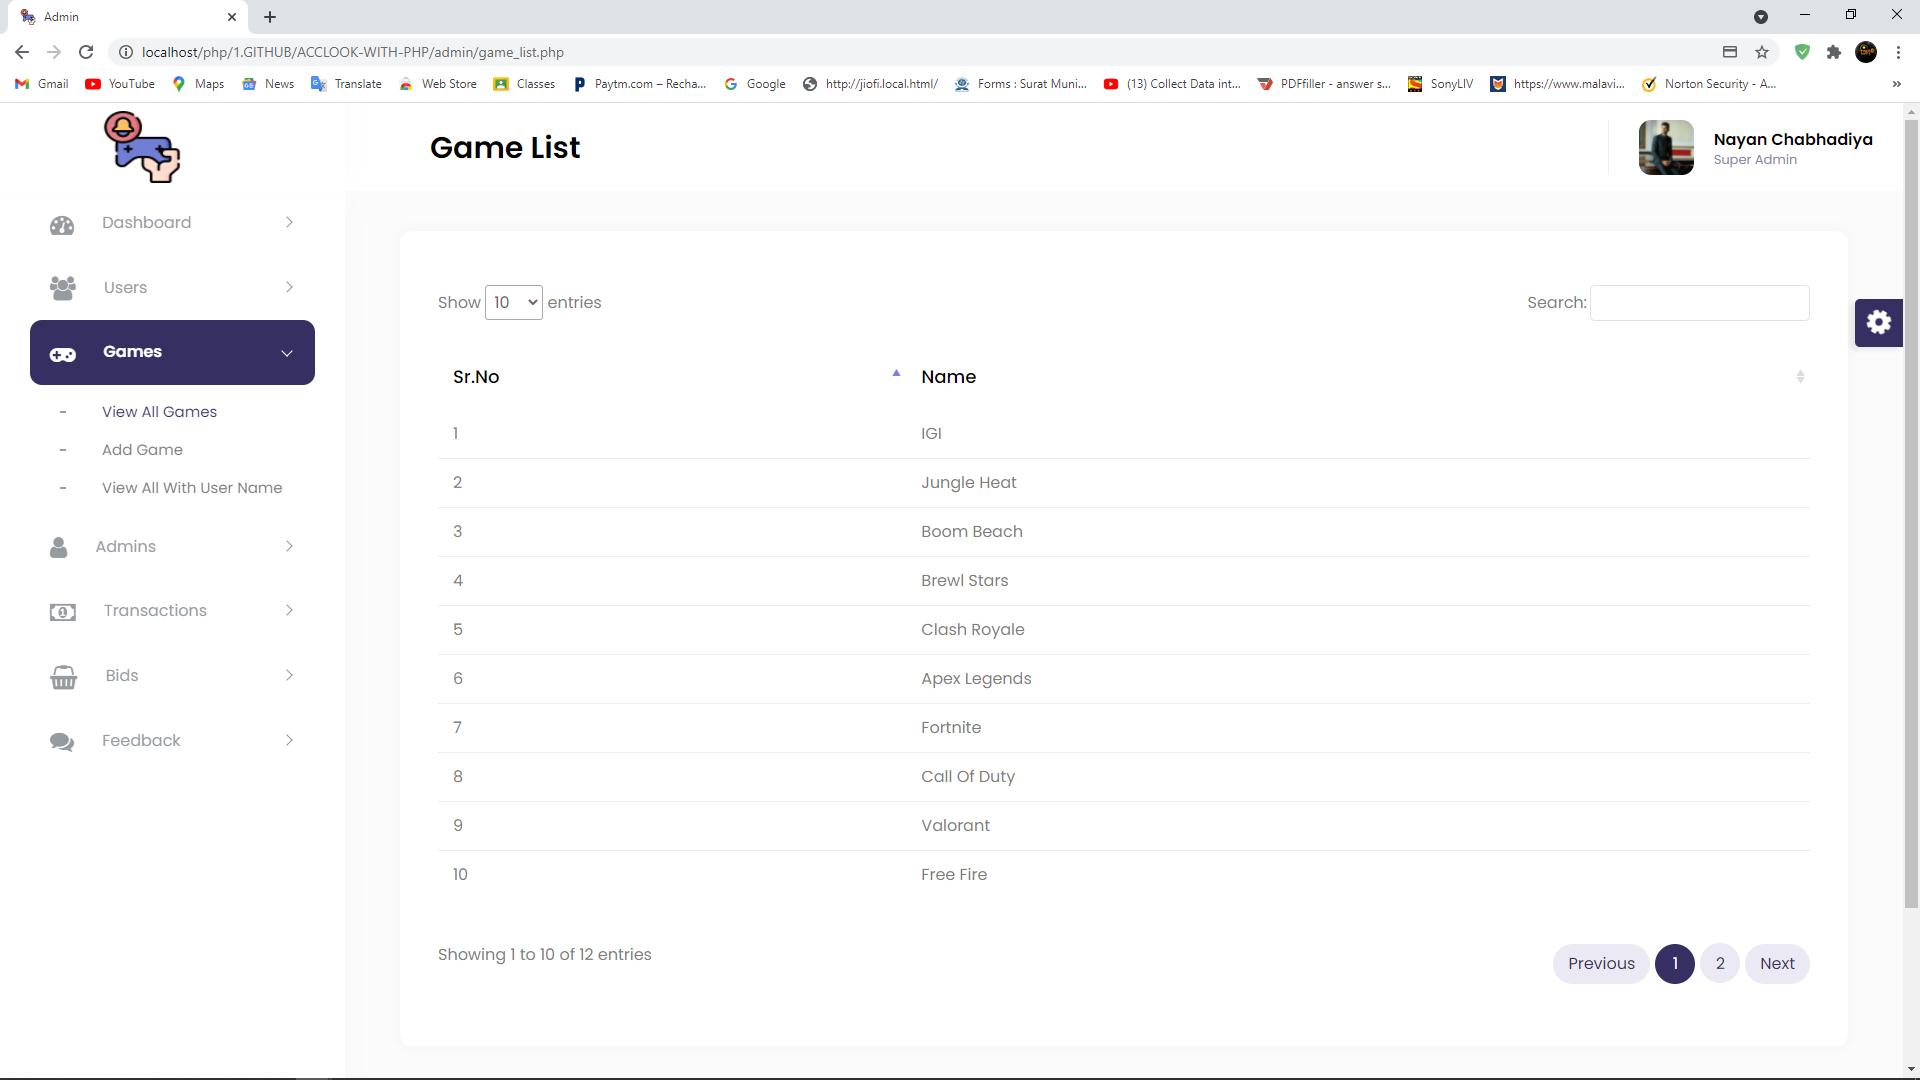 Admin
localhost/php/1.GITHUB/ACCLOOK-WITH-PHP/admin/game_list.php
Gmail YouTube Maps News Translate Web Store Classes Paytm.com – Recha... Google http://jiofi.local.html/ Forms : Surat Muni... (13) Collect Data int... PDFfiller - answer s... SonyLIV https://www.malavi... Norton Security - A... »
Game List
Nayan Chabhadiya
Super Admin
Dashboard
Users
Games
- View All Games
- Add Game
- View All With User Name
Admins
Transactions
Bids
Feedback
Show 10 entries
Search:
Sr.No Name
1 IGI
2 Jungle Heat
3 Boom Beach
4 Brewl Stars
5 Clash Royale
6 Apex Legends
7 Fortnite
8 Call Of Duty
9 Valorant
10 Free Fire
Showing 1 to 10 of 12 entries
Previous 1 2 Next